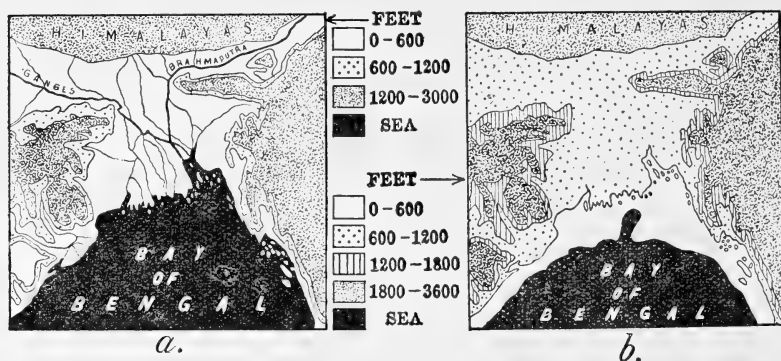 HIMALAYAS
GANGES
BRAHMAPUTRA
BAY
OF
BENGAL
a.
FEET
0-600
600-1200
1200-3000
SEA
FEET
0-600
600-1200
1200-1800
1800-3600
SEA
HIMALAYAS
BAY
OF
BENGAL
b.